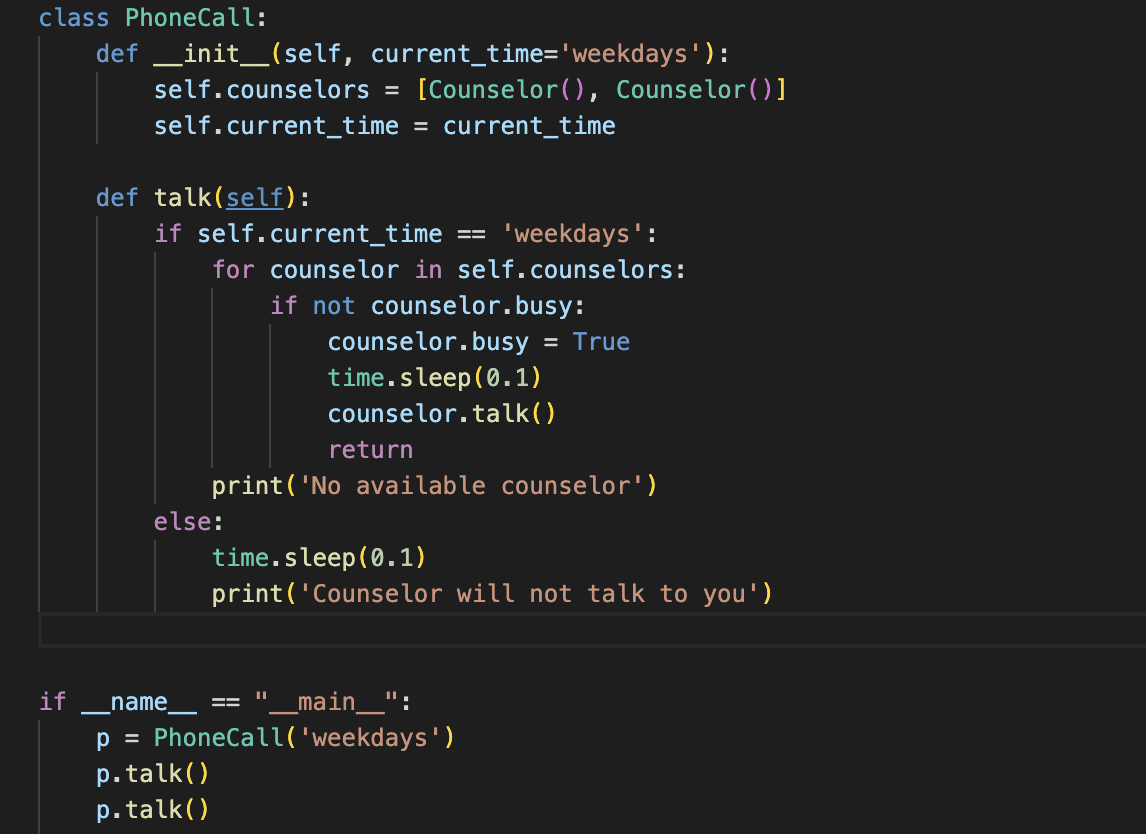 class PhoneCall:
    def __init__(self, current_time='weekdays'):
        self.counselors = [Counselor(), Counselor()]
        self.current_time = current_time

    def talk(self):
        if self.current_time == 'weekdays':
            for counselor in self.counselors:
                if not counselor.busy:
                    counselor.busy = True
                    time.sleep(0.1)
                    counselor.talk()
                    return
            print('No available counselor')
        else:
            time.sleep(0.1)
            print('Counselor will not talk to you')


if __name__ == "__main__":
    p = PhoneCall('weekdays')
    p.talk()
    p.talk()